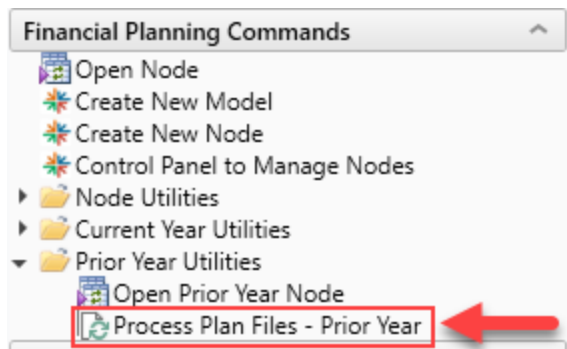 Financial Planning Commands
Open Node
Create New Model
Create New Node
Control Panel to Manage Nodes
Node Utilities
Current Year Utilities
Prior Year Utilities
Open Prior Year Node
Process Plan Files - Prior Year